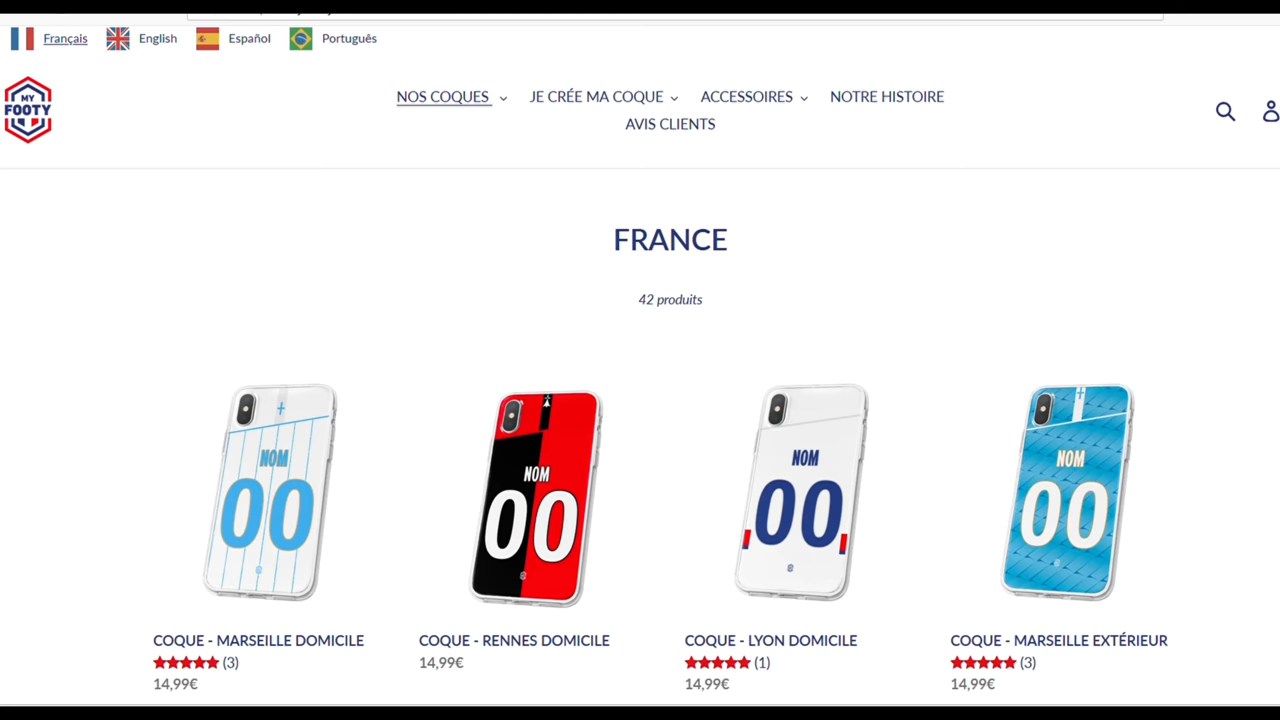 Français English Español Português
MY
FOOTY
NOS COQUES JE CRÉE MA COQUE ACCESSOIRES NOTRE HISTOIRE
AVIS CLIENTS
FRANCE
42 produits
NOM
00
NOM
00
NOM
00
NOM
00
COQUE - MARSEILLE DOMICILE
(3)
14,99€
COQUE - RENNES DOMICILE
14,99€
COQUE - LYON DOMICILE
(1)
14,99€
COQUE - MARSEILLE EXTÉRIEUR
(3)
14,99€